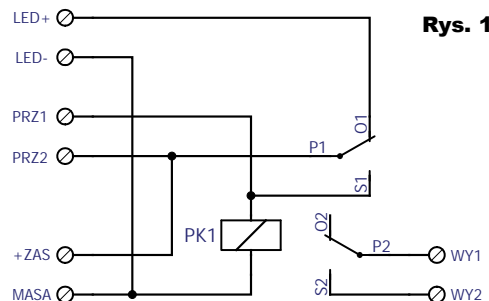 LED+
Rys. 1
LED-
PRZ1
O1
P1
PRZ2
S1
PK1
O2
P2
+ZAS
WY1
S2
MASA
WY2